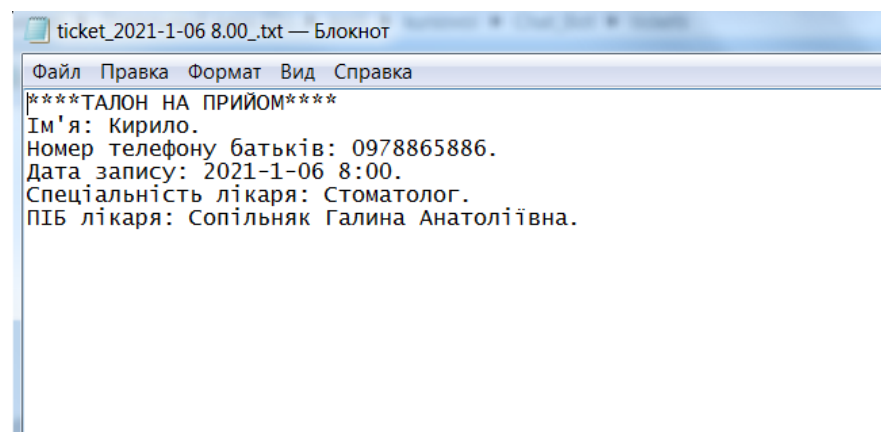 ticket_2021-1-06 8.00_.txt — Блокнот
Файл Правка Формат Вид Справка
****ТАЛОН НА ПРИЙОМ****
Ім'я: Кирило.
Номер телефону батьків: 0978865886.
Дата запису: 2021-1-06 8:00.
Спеціальність лікаря: Стоматолог.
ПІБ лікаря: Сопільняк Галина Анатоліївна.